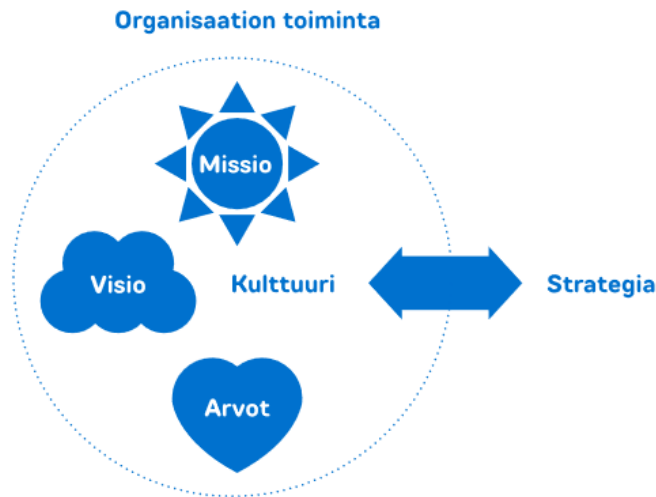 Organisaation toiminta
Missio
Visio
Kulttuuri
Strategia
Arvot